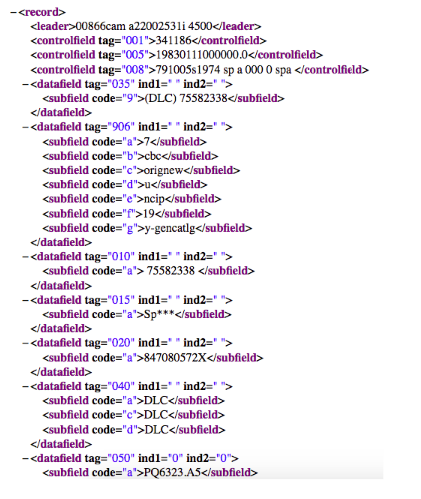 −<record>
<leader>00866cam a22002531i 4500</leader>
<controlfield tag="001">341186</controlfield>
<controlfield tag="005">19830111000000.0</controlfield>
<controlfield tag="008">791005s1974 sp a 000 0 spa </controlfield>
−<datafield tag="035" ind1=" " ind2=" ">
<subfield code="9">(DLC) 75582338</subfield>
</datafield>
−<datafield tag="906" ind1=" " ind2=" ">
<subfield code="a">7</subfield>
<subfield code="b">cbc</subfield>
<subfield code="c">orignew</subfield>
<subfield code="d">u</subfield>
<subfield code="e">ncip</subfield>
<subfield code="f">19</subfield>
<subfield code="g">y-gencatlg</subfield>
</datafield>
−<datafield tag="010" ind1=" " ind2=" ">
<subfield code="a"> 75582338 </subfield>
</datafield>
−<datafield tag="015" ind1=" " ind2=" ">
<subfield code="a">Sp***</subfield>
</datafield>
−<datafield tag="020" ind1=" " ind2=" ">
<subfield code="a">847080572X</subfield>
</datafield>
−<datafield tag="040" ind1=" " ind2=" ">
<subfield code="a">DLC</subfield>
<subfield code="c">DLC</subfield>
<subfield code="d">DLC</subfield>
</datafield>
−<datafield tag="050" ind1="0" ind2="0">
<subfield code="a">PQ6323.A5</subfield>